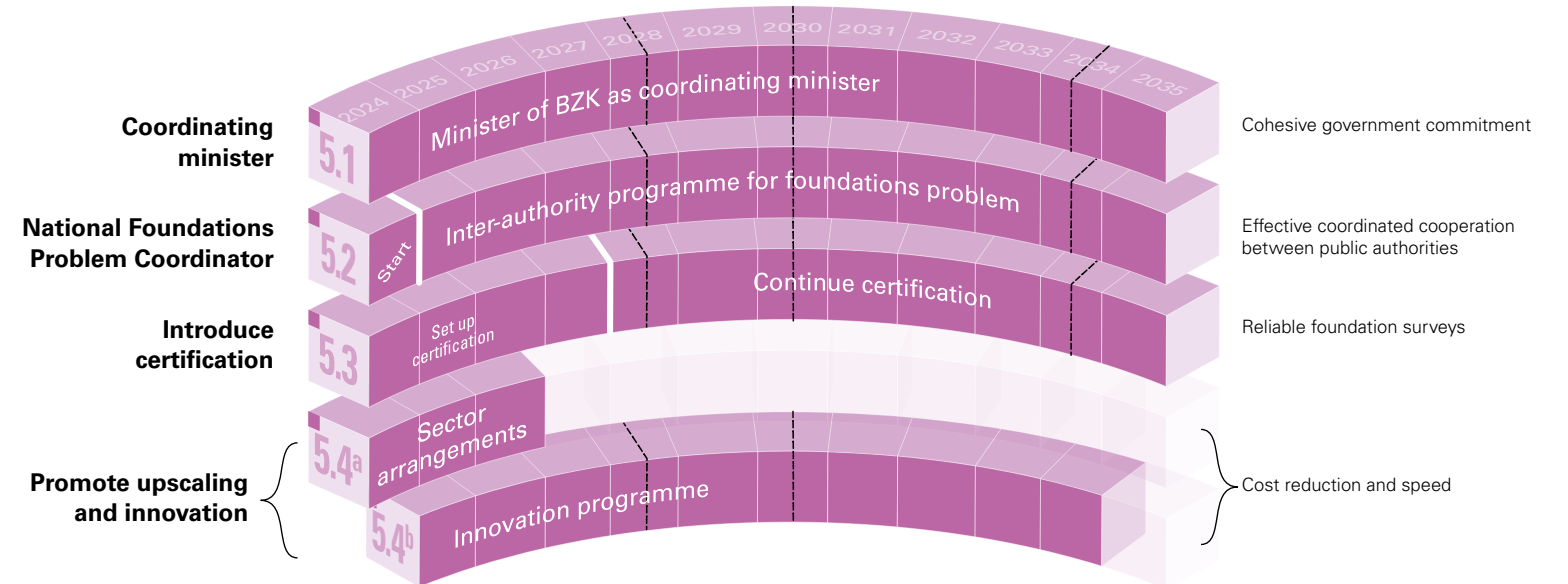 2024 2025 2026 2027 2028 2029 2030 2031 2032 2033 2034 2035
Coordinating
minister
5.1
Minister of BZK as coordinating minister
Cohesive government commitment
National Foundations
Problem Coordinator
5.2
Start
Inter-authority programme for foundations problem
Effective coordinated cooperation
between public authorities
Introduce
certification
5.3
Set up
certification
Continue certification
Reliable foundation surveys
Promote upscaling
and innovation
5.4a
Sector
arrangements
5.4b
Innovation programme
Cost reduction and speed